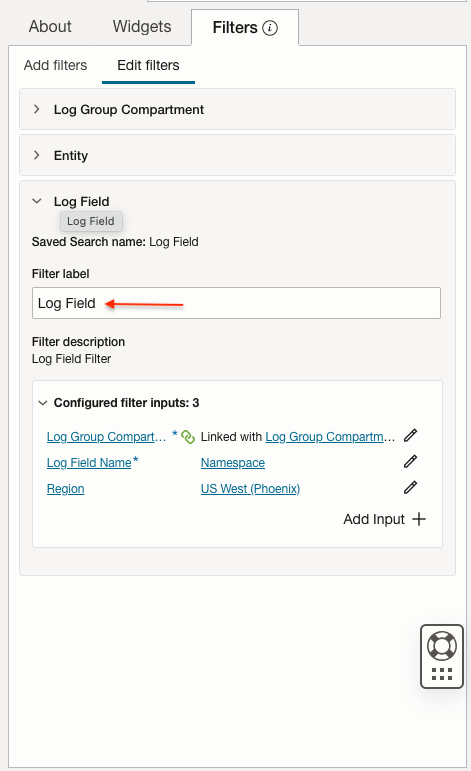 About Widgets Filters i
Add filters Edit filters
Log Group Compartment
Entity
Log Field
Log Field
Saved Search name: Log Field
Filter label
Log Field
Filter description
Log Field Filter
Configured filter inputs: 3
Log Group Compart... * Linked with Log Group Compartm...
Log Field Name* Namespace
Region US West (Phoenix)
Add Input +